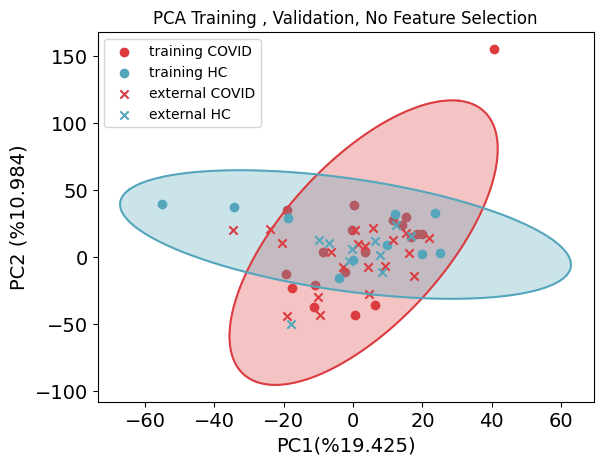 PCA Training , Validation, No Feature Selection
training COVID
training HC
external COVID
external HC
PC2 (%10.984)
150
100
50
0
−50
−100
−60
−40
−20
0
20
40
60
PC1(%19.425)